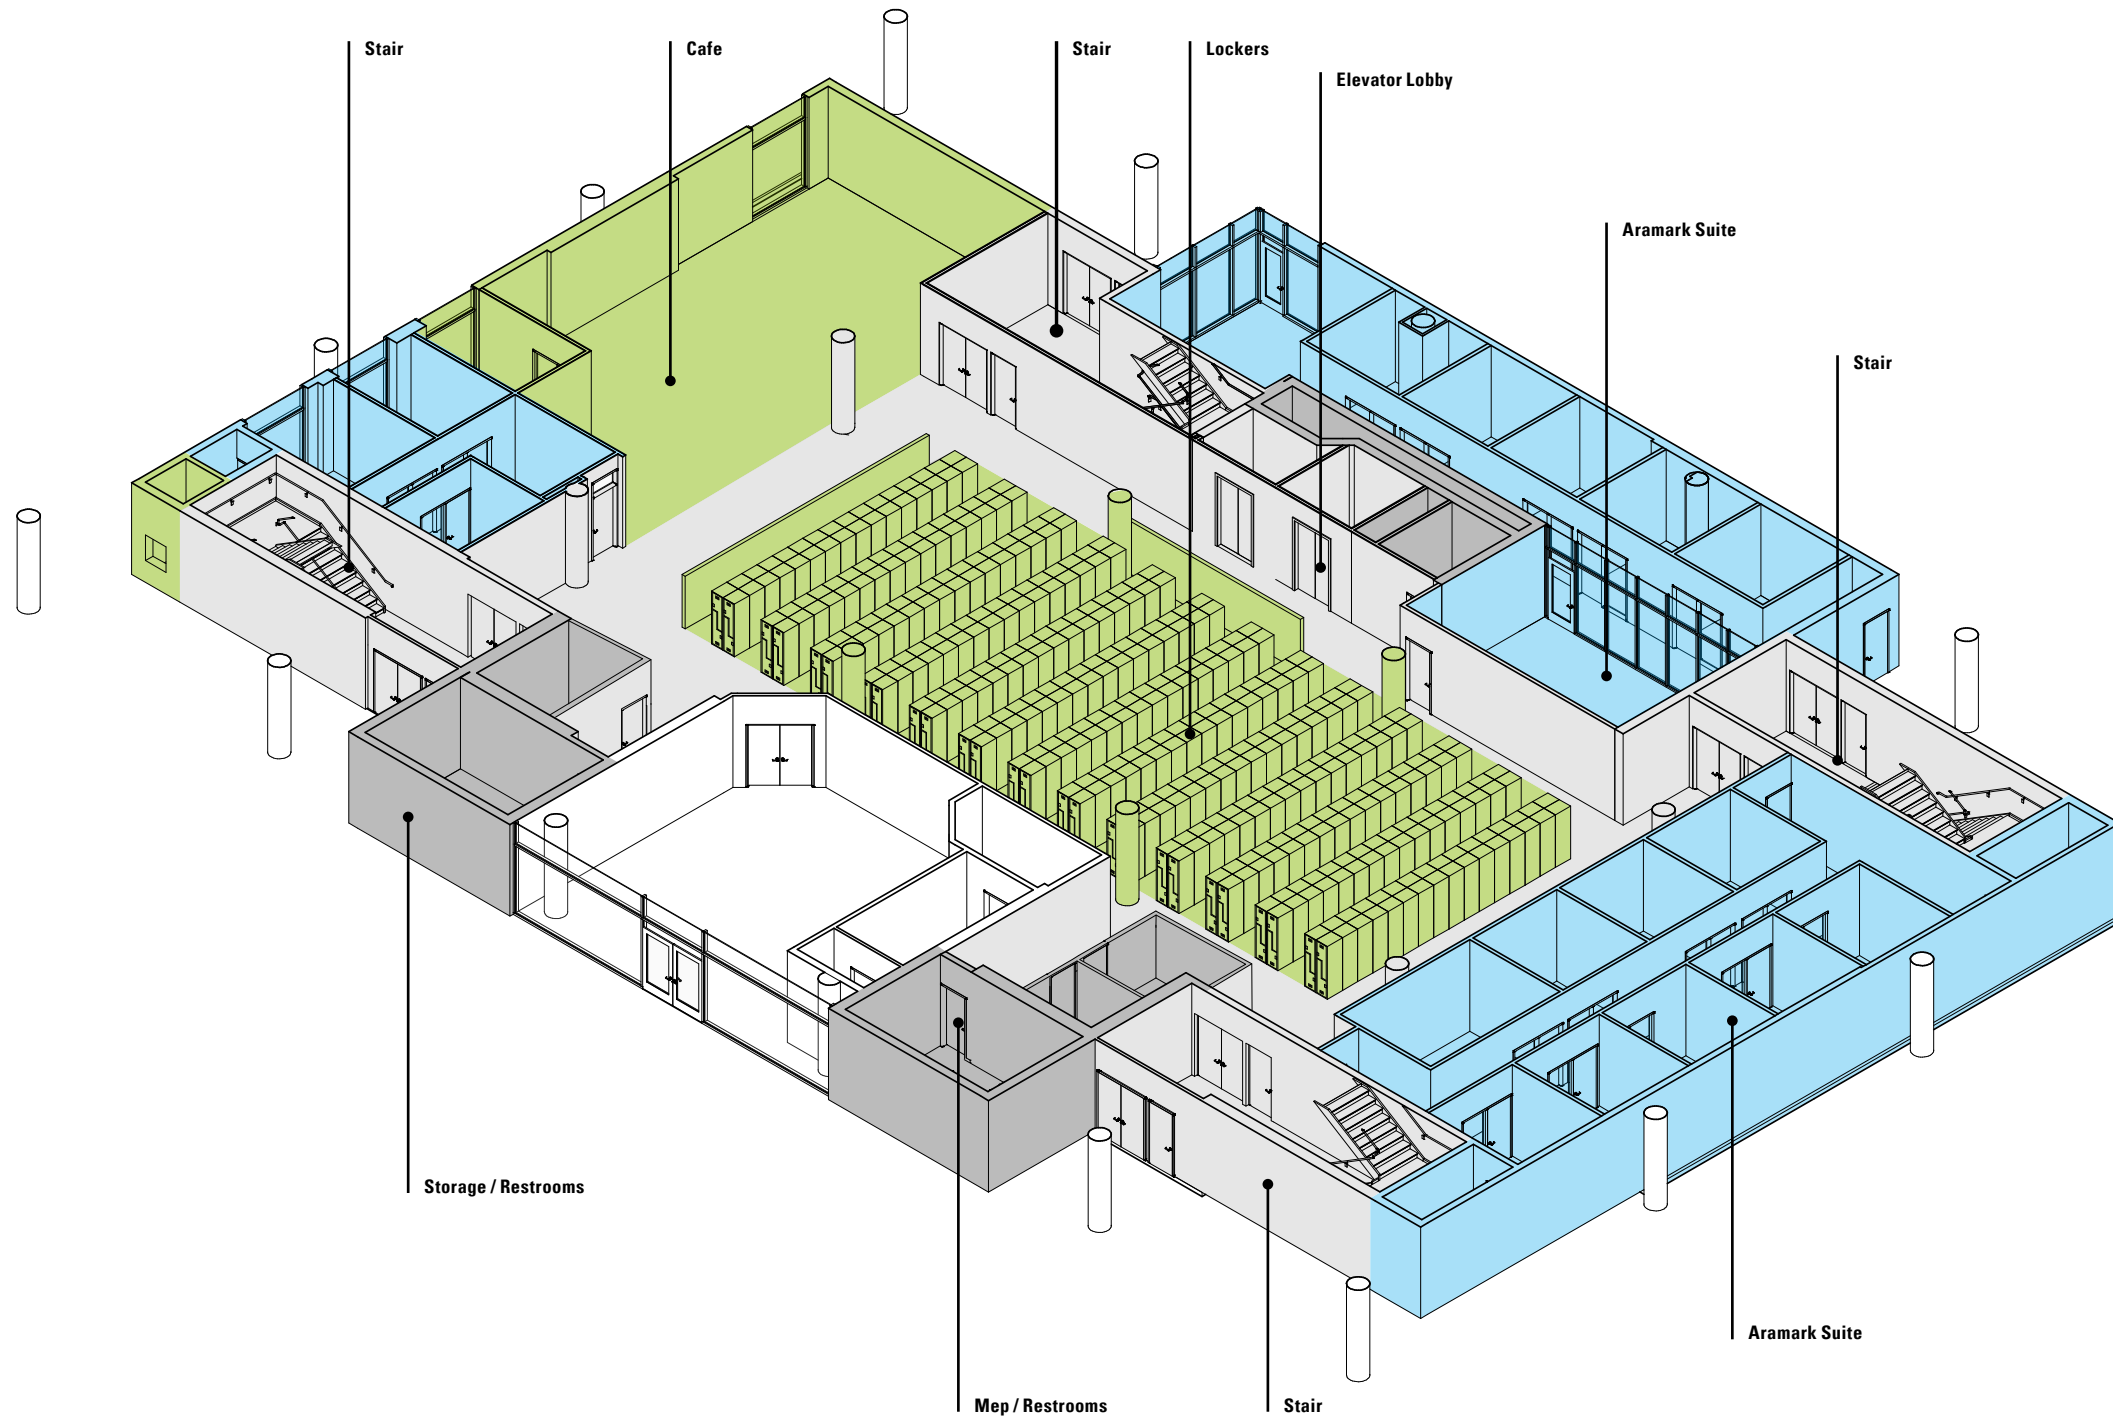 Stair
Cafe
Stair
Lockers
Elevator Lobby
Aramark Suite
Stair
Storage / Restrooms
Aramark Suite
Mep / Restrooms
Stair